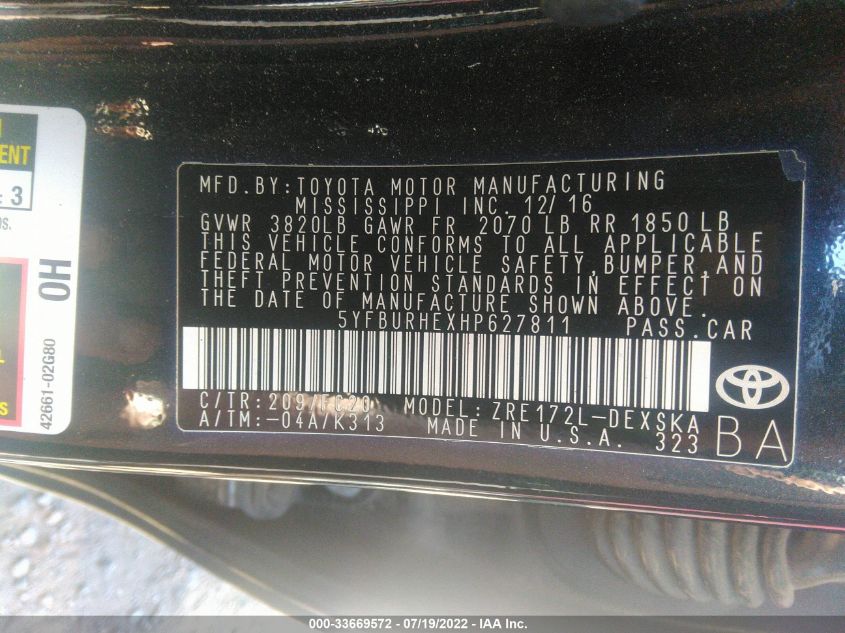 ENT
: 3
OH
42661-02G80
MFD.BY:TOYOTA MOTOR MANUFACTURING
MISSISSIPPI INC. 12/16
GVWR 3820LB GAWR FR 2070 LB RR 1850 LB
THIS VEHICLE CONFORMS TO ALL APPLICABLE
FEDERAL MOTOR VEHICLE SAFETY,BUMPER,AND
THEFT PREVENTION STANDARDS IN EFFECT ON
THE DATE OF MANUFACTURE SHOWN ABOVE.
5YFBURHEXHP627811 PASS.CAR
C/TR:209/FC20 MODEL:ZRE172L-DEXSKA
A/TM:-04A/K313 MADE IN U.S.A. 323
BA
000-33669572 - 07/19/2022 - IAA Inc.